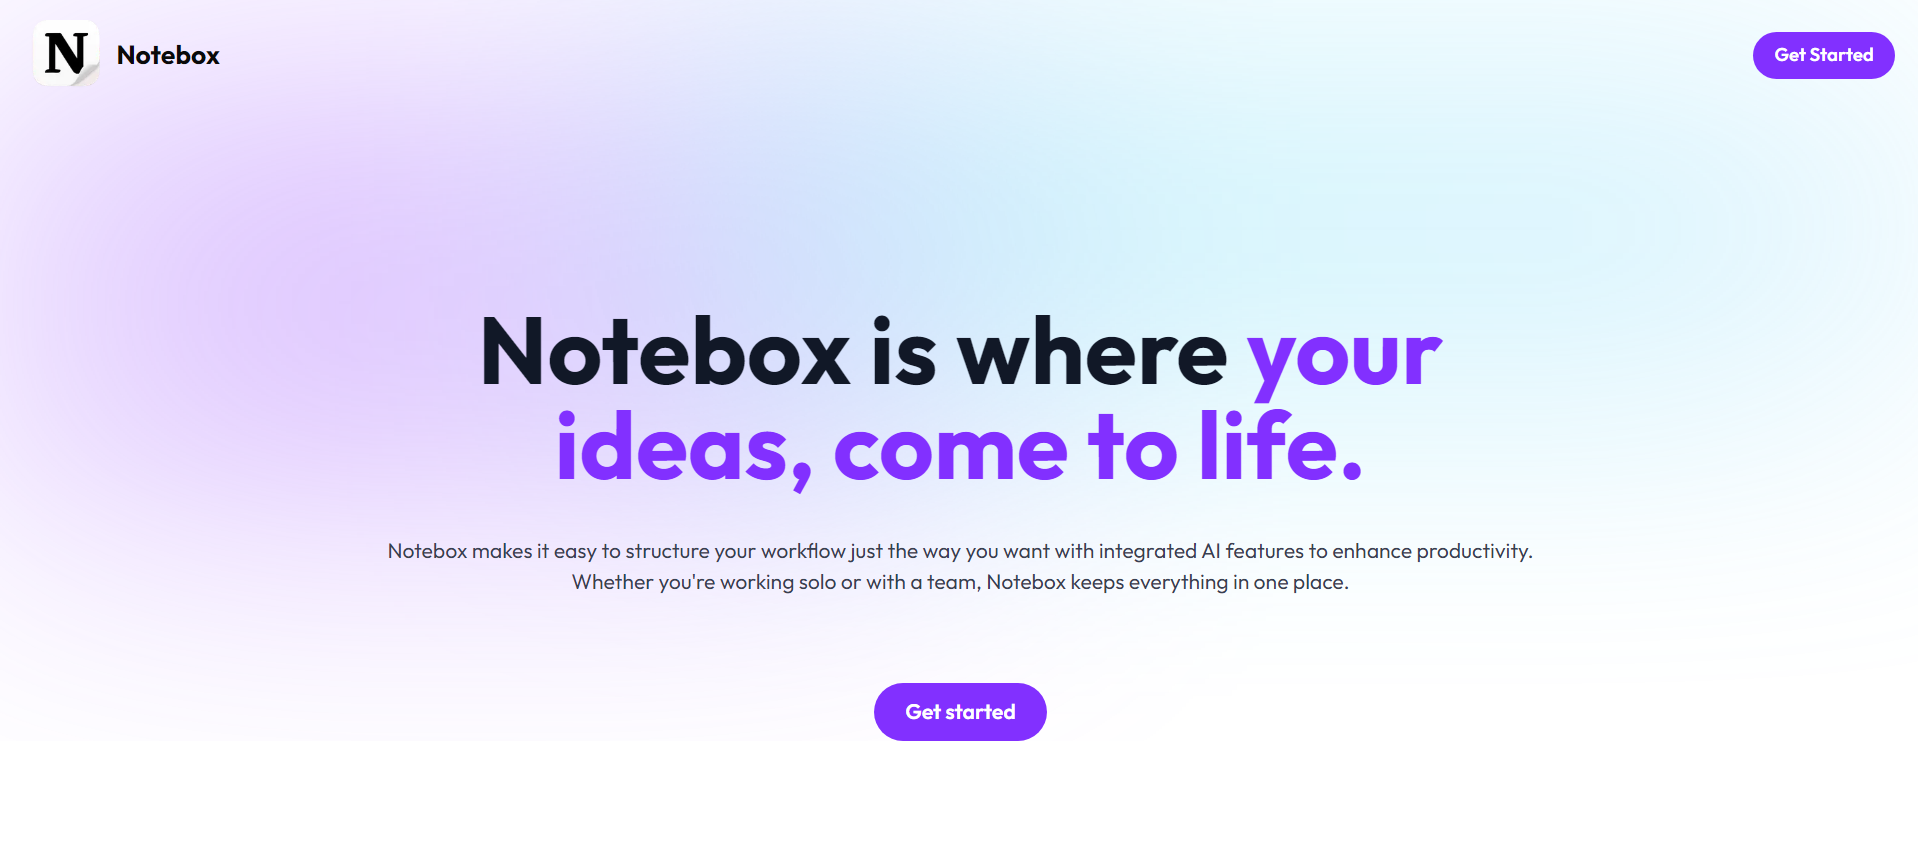 N
Notebox
Get Started
Notebox is where your
ideas, come to life.
Notebox makes it easy to structure your workflow just the way you want with integrated AI features to enhance productivity.
Whether you're working solo or with a team, Notebox keeps everything in one place.
Get started